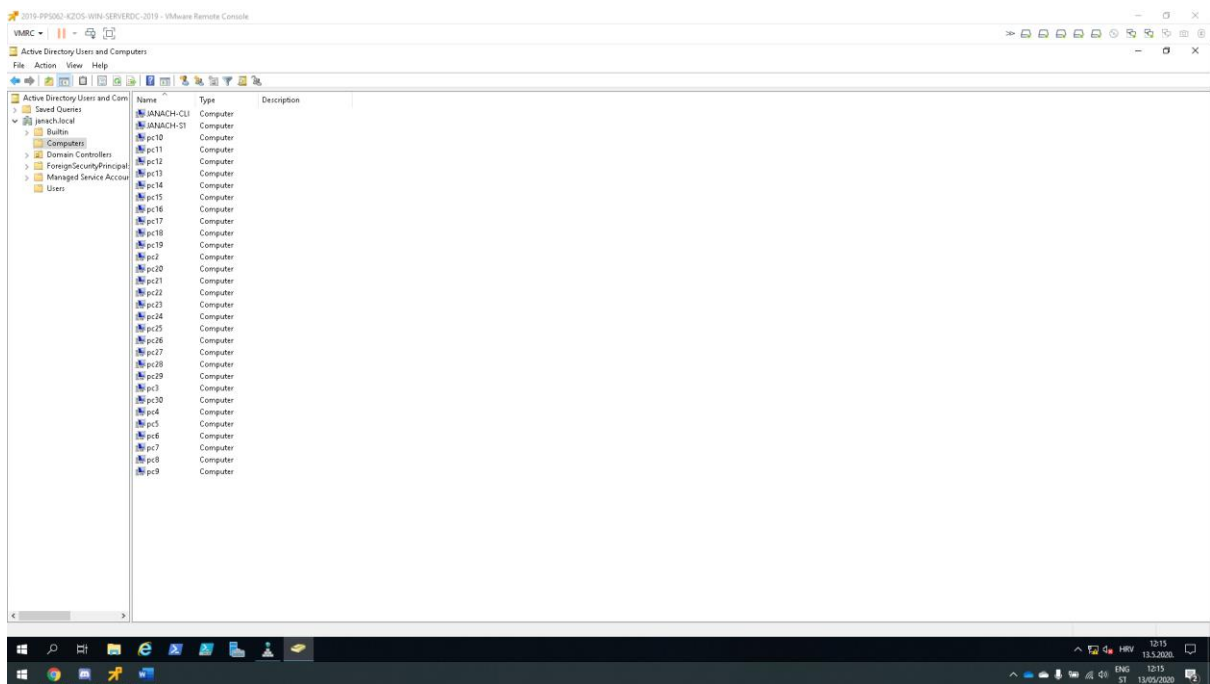 2019-PPS062-KZOS-WIN-SERVERDC-2019 - VMware Remote Console
VMRC
Active Directory Users and Computers
File Action View Help
Active Directory Users and Com
Saved Queries
janach.local
Builtin
Computers
Domain Controllers
ForeignSecurityPrincipal:
Managed Service Accour
Users
Name Type Description
JANACH-CLI Computer
JANACH-S1 Computer
pc10 Computer
pc11 Computer
pc12 Computer
pc13 Computer
pc14 Computer
pc15 Computer
pc16 Computer
pc17 Computer
pc18 Computer
pc19 Computer
pc2 Computer
pc20 Computer
pc21 Computer
pc22 Computer
pc23 Computer
pc24 Computer
pc25 Computer
pc26 Computer
pc27 Computer
pc28 Computer
pc29 Computer
pc3 Computer
pc30 Computer
pc4 Computer
pc5 Computer
pc6 Computer
pc7 Computer
pc8 Computer
pc9 Computer
HRV 12:15
13.5.2020.
ENG 12:15
ST 13/05/2020